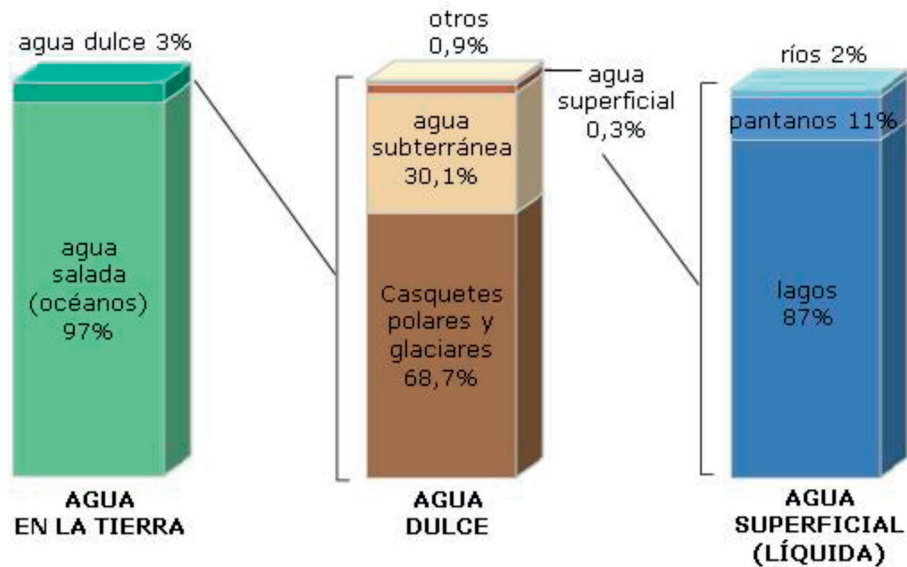 agua dulce 3%
agua
salada
(océanos)
97%
AGUA
EN LA TIERRA
otros
0,9%
agua
superficial
0,3%
agua
subterránea
30,1%
Casquetes
polares y
glaciares
68,7%
AGUA
DULCE
ríos 2%
pantanos 11%
lagos
87%
AGUA
SUPERFICIAL
(LÍQUIDA)